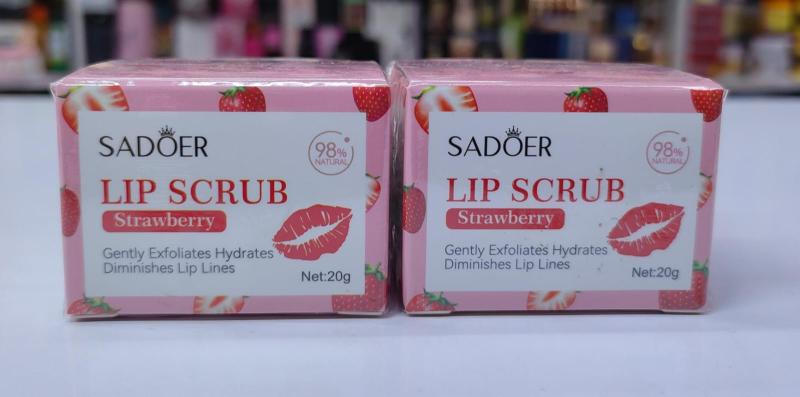 SADOER
98%
NATURAL
LIP SCRUB
Strawberry
Gently Exfoliates Hydrates
Diminishes Lip Lines
Net:20g
SADOER
98%
NATURAL
LIP SCRUB
Strawberry
Gently Exfoliates Hydrates
Diminishes Lip Lines
Net:20g